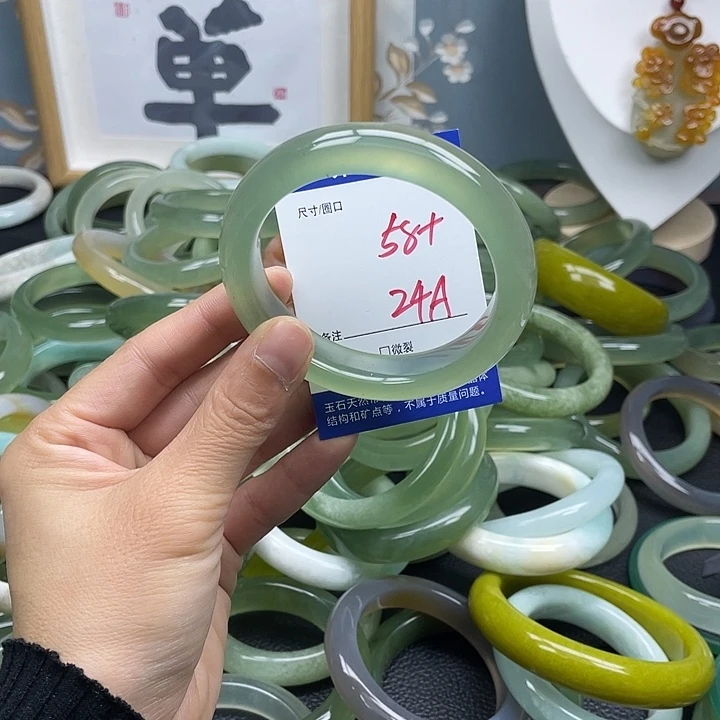 单
尺寸/圈口
58+
24A
备注
□微裂
玉石天然
结构和矿点等，不属于质量问题。